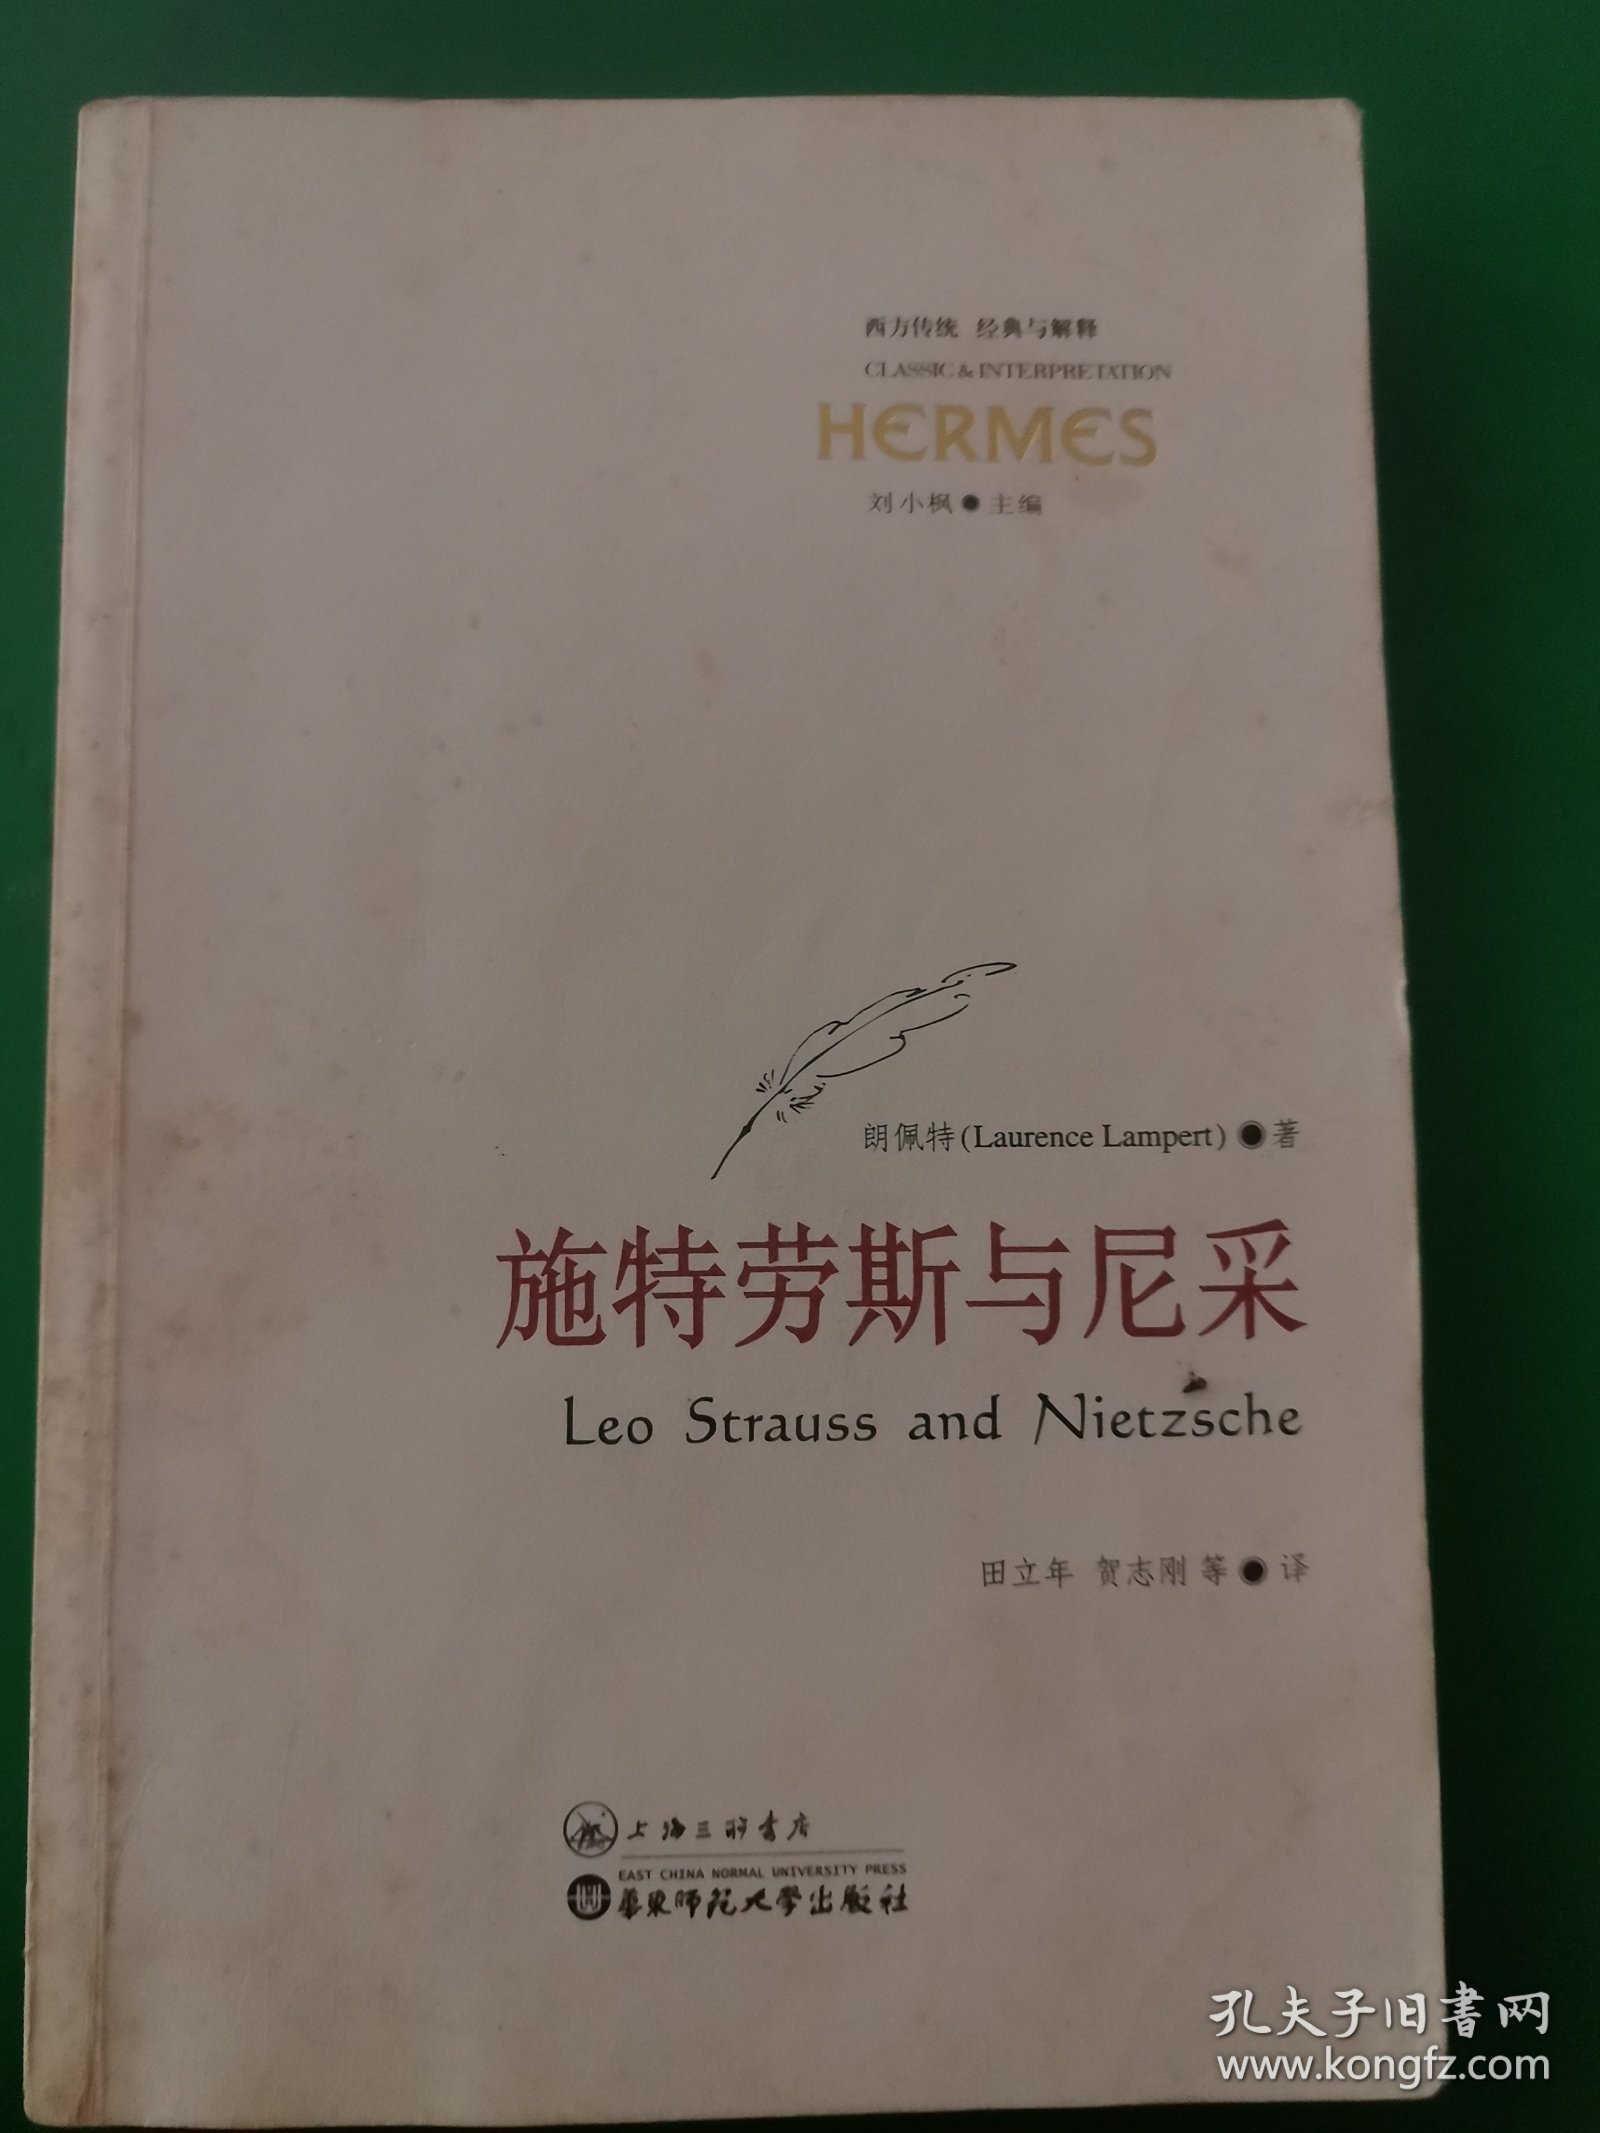 西方传统 经典与解释
CLASSIC & INTERPRETATION
HERMES
刘小枫●主编
朗佩特(Laurence Lampert)●著
施特劳斯与尼采
Leo Strauss and Nietzsche
田立年 贺志刚 等●译
上海三联书店
EAST CHINA NORMAL UNIVERSITY PRESS
华东师范大学出版社
孔夫子旧书网
www.kongfz.com